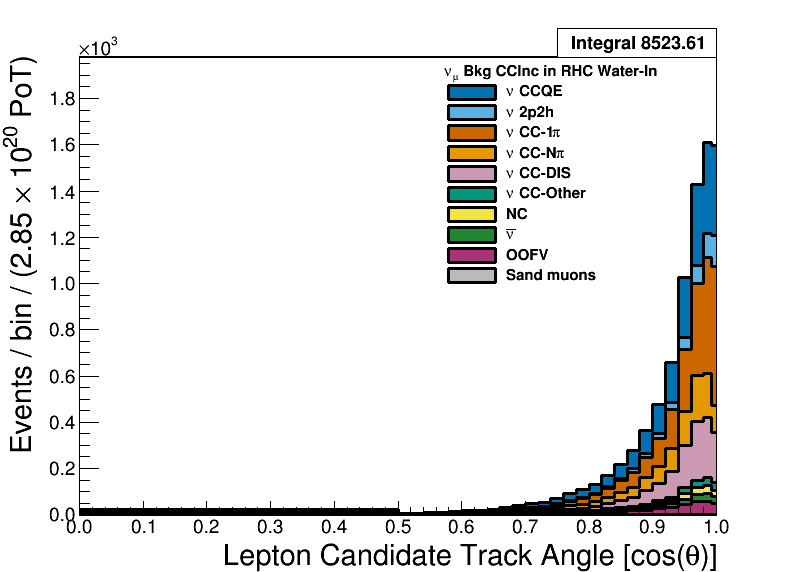 Integral 8523.61
×10³
ν_μ Bkg CCInc in RHC Water-In
ν CCQE
ν 2p2h
ν CC-1π
ν CC-Nπ
ν CC-DIS
ν CC-Other
NC
ν̅
OOFV
Sand muons
Events / bin / (2.85 × 10²⁰ PoT)
1.8
1.6
1.4
1.2
1.0
0.8
0.6
0.4
0.2
0.0
0.0 0.1 0.2 0.3 0.4 0.5 0.6 0.7 0.8 0.9 1.0
Lepton Candidate Track Angle [cos(θ)]